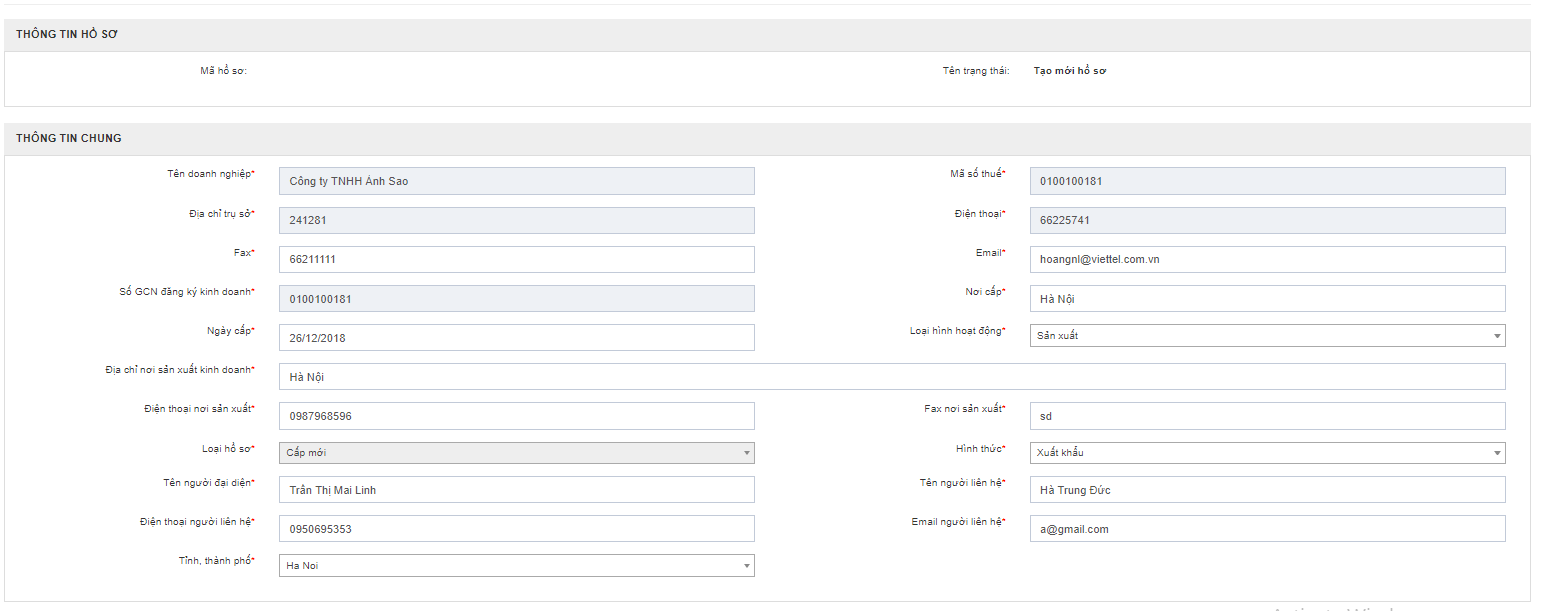 THÔNG TIN HỒ SƠ
Mã hồ sơ:
Tên trạng thái: Tạo mới hồ sơ
THÔNG TIN CHUNG
Tên doanh nghiệp* Công ty TNHH Ánh Sao
Mã số thuế* 0100100181
Địa chỉ trụ sở* 241281
Điện thoại* 66225741
Fax* 66211111
Email* hoangnl@viettel.com.vn
Số GCN đăng ký kinh doanh* 0100100181
Nơi cấp* Hà Nội
Ngày cấp* 26/12/2018
Loại hình hoạt động* Sản xuất
Địa chỉ nơi sản xuất kinh doanh* Hà Nội
Điện thoại nơi sản xuất* 0987968596
Fax nơi sản xuất* sd
Loại hồ sơ* Cấp mới
Hình thức* Xuất khẩu
Tên người đại diện* Trần Thị Mai Linh
Tên người liên hệ* Hà Trung Đức
Điện thoại người liên hệ* 0950695353
Email người liên hệ* a@gmail.com
Tỉnh, thành phố* Ha Noi